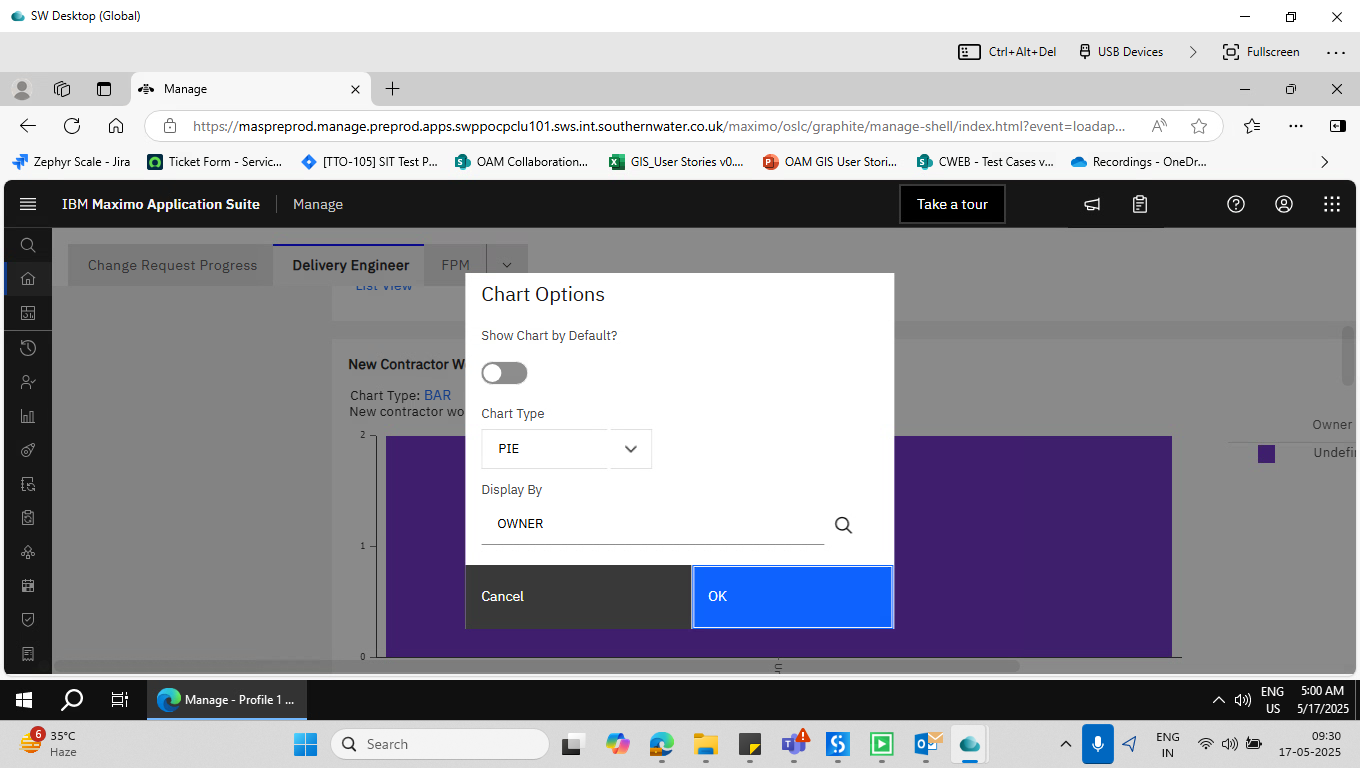 SW Desktop (Global)
Ctrl+Alt+Del
USB Devices
Fullscreen
Manage
https://maspreprod.manage.preprod.apps.swppocpclu101.sws.int.southernwater.co.uk/maximo/oslc/graphite/manage-shell/index.html?event=loadap...
Zephyr Scale - Jira
Ticket Form - Servic...
[TTO-105] SIT Test P...
OAM Collaboration...
GIS_User Stories v0....
OAM GIS User Stori...
CWEB - Test Cases v...
Recordings - OneDr...
IBM Maximo Application Suite
Manage
Take a tour
Change Request Progress
Delivery Engineer
FPM
List View
Chart Options
Show Chart by Default?
New Contractor W
Chart Type: BAR
New contractor wo
Chart Type
PIE
Display By
OWNER
Cancel
OK
2
1
0
Owner
Undefin
Manage - Profile 1 ...
ENG
US
5:00 AM
5/17/2025
6
35°C
Haze
Search
ENG
IN
09:30
17-05-2025